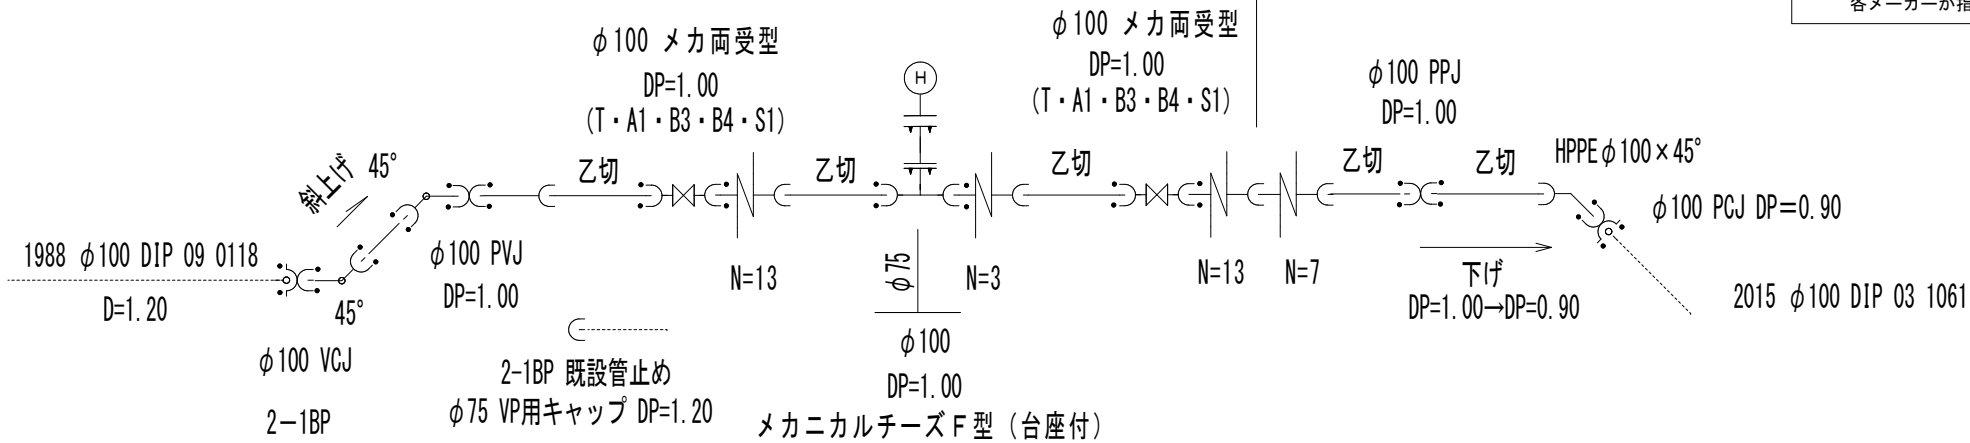 各メーカーが指
φ100 メカ両受型
DP=1.00
(T・A1・B3・B4・S1)
H
φ100 メカ両受型
DP=1.00
(T・A1・B3・B4・S1)
φ100 PPJ
DP=1.00
斜上げ 45°
乙切
乙切
乙切
乙切
乙切
HPPEφ100×45°
φ100 PCJ DP=0.90
1988 φ100 DIP 09 0118
D=1.20
45°
φ100 PVJ
DP=1.00
N=13
φ75
N=3
N=13
N=7
下げ
DP=1.00→DP=0.90
2015 φ100 DIP 03 1061
φ100 VCJ
2-1BP
2-1BP 既設管止め
φ75 VP用キャップ DP=1.20
φ100
DP=1.00
メカニカルチーズF型（台座付）